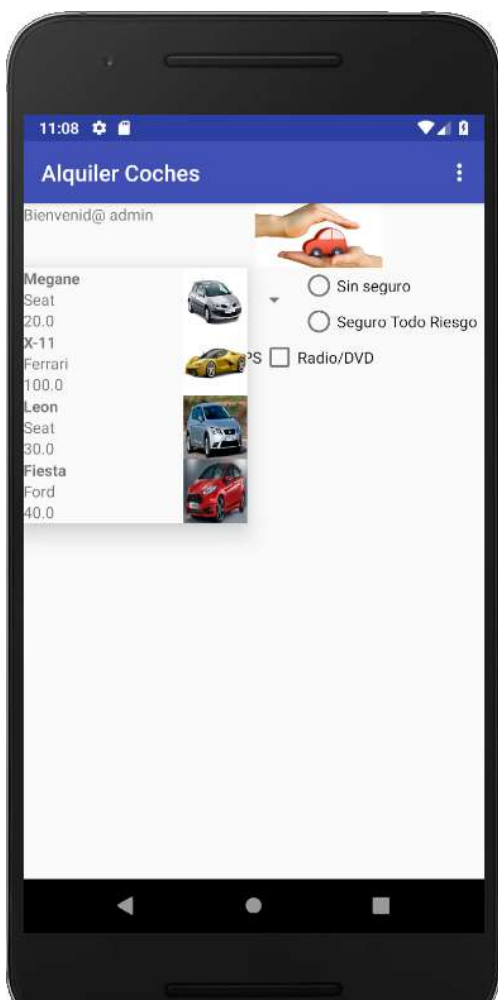 11:08
Alquiler Coches
Bienvenid@ admin
Megane
Seat
20.0
X-11
Ferrari
100.0
Leon
Seat
30.0
Fiesta
Ford
40.0
Sin seguro
Seguro Todo Riesgo
PS
Radio/DVD